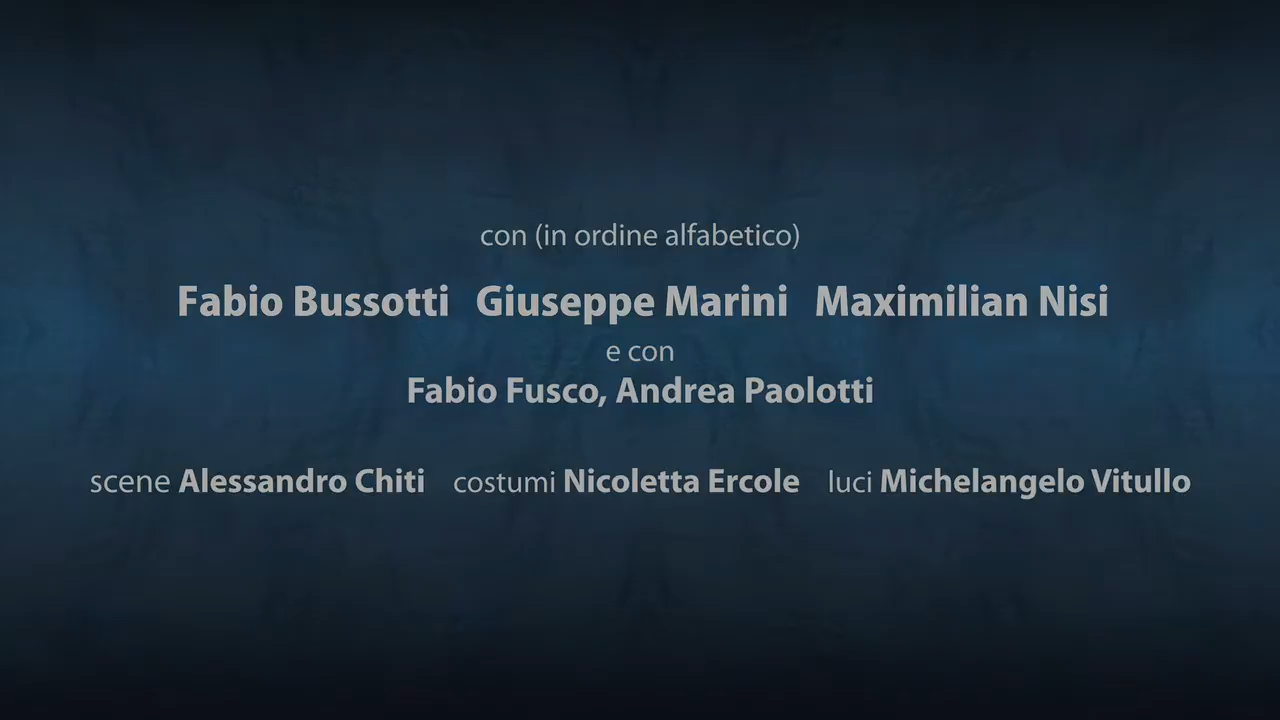 con (in ordine alfabetico)
Fabio Bussotti Giuseppe Marini Maximilian Nisi
e con
Fabio Fusco, Andrea Paolotti
scene Alessandro Chiti costumi Nicoletta Ercole luci Michelangelo Vitullo